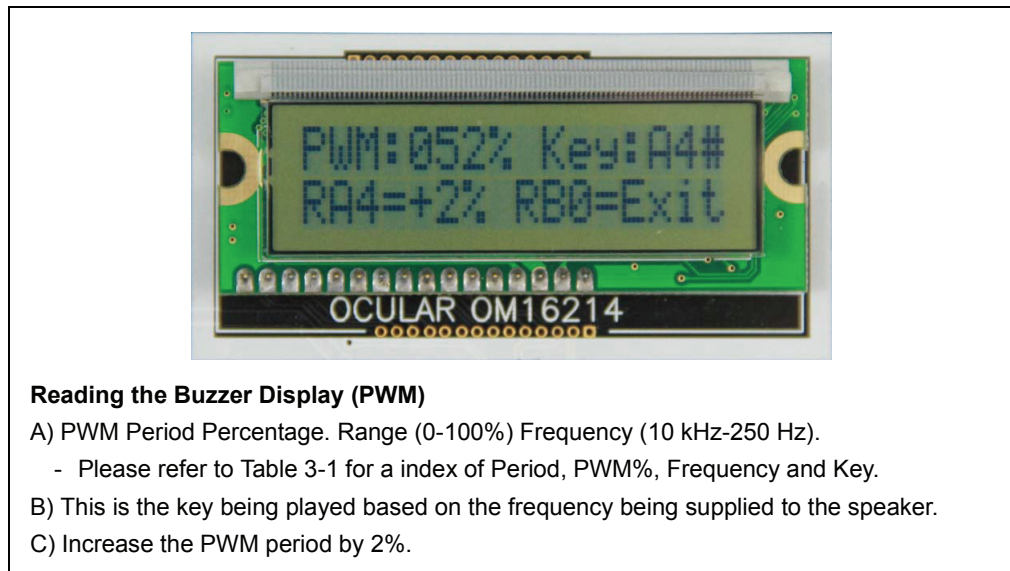 PWM:052% Key:A4#
RA4=+2% RB0=Exit
OCULAR OM16214
Reading the Buzzer Display (PWM)
A) PWM Period Percentage. Range (0-100%) Frequency (10 kHz-250 Hz).
- Please refer to Table 3-1 for a index of Period, PWM%, Frequency and Key.
B) This is the key being played based on the frequency being supplied to the speaker.
C) Increase the PWM period by 2%.